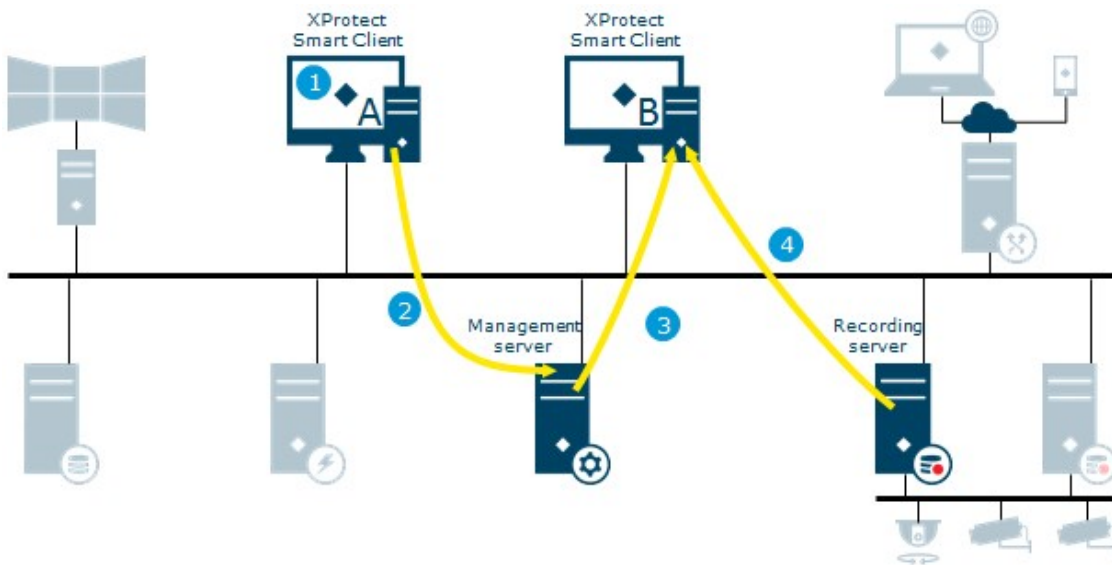 XProtect
Smart Client
XProtect
Smart Client
1
A
B
4
2
3
Management
server
Recording
server